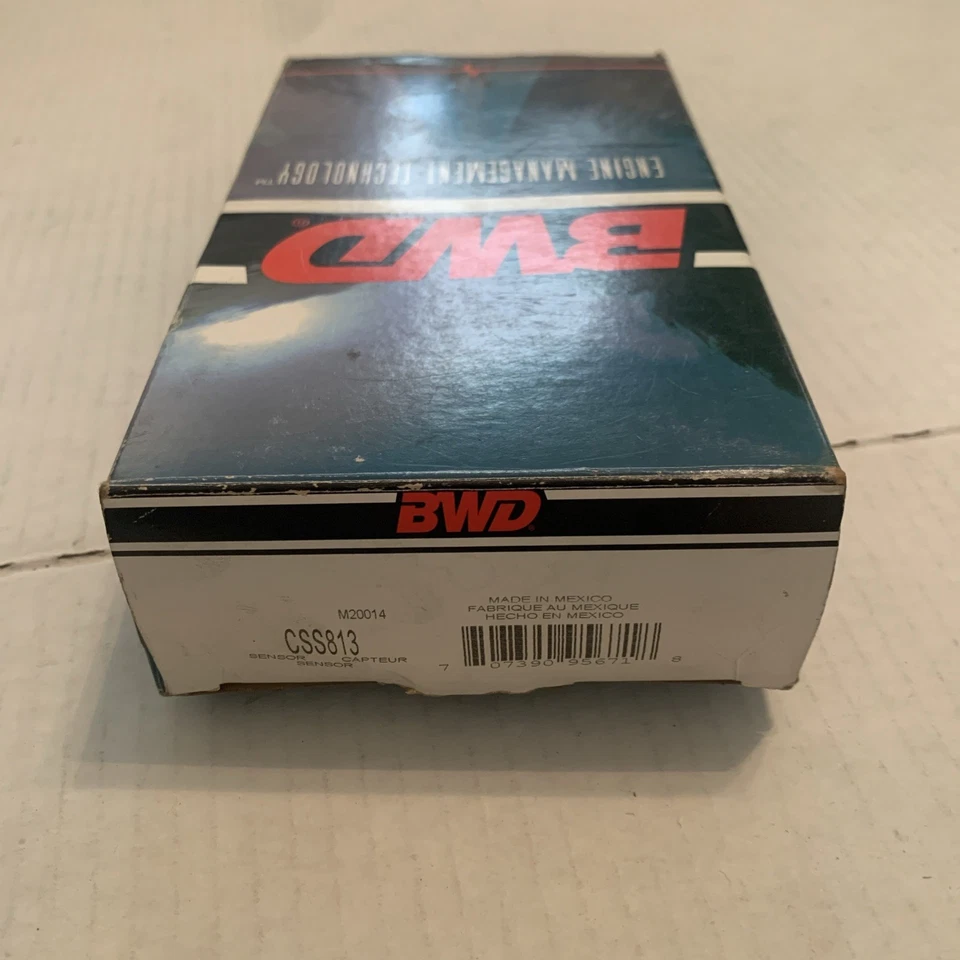 ENGINE MANAGEMENT TECHNOLOGY™
BWD®
BWD
MADE IN MEXICO
FABRIQUE AU MEXIQUE
HECHO EN MEXICO
M20014
CSS813
SENSOR CAPTEUR
SENSOR
7 07390 95671 8